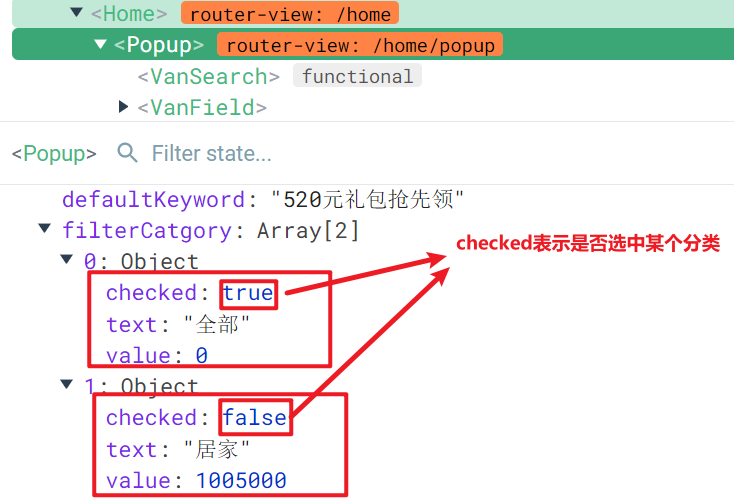 <Home> router-view: /home
<Popup> router-view: /home/popup
<VanSearch> functional
<VanField>
<Popup> Filter state...
defaultKeyword: "520元礼包抢先领"
filterCatgory: Array[2]
checked表示是否选中某个分类
0: Object
checked: true
text: "全部"
value: 0
1: Object
checked: false
text: "居家"
value: 1005000